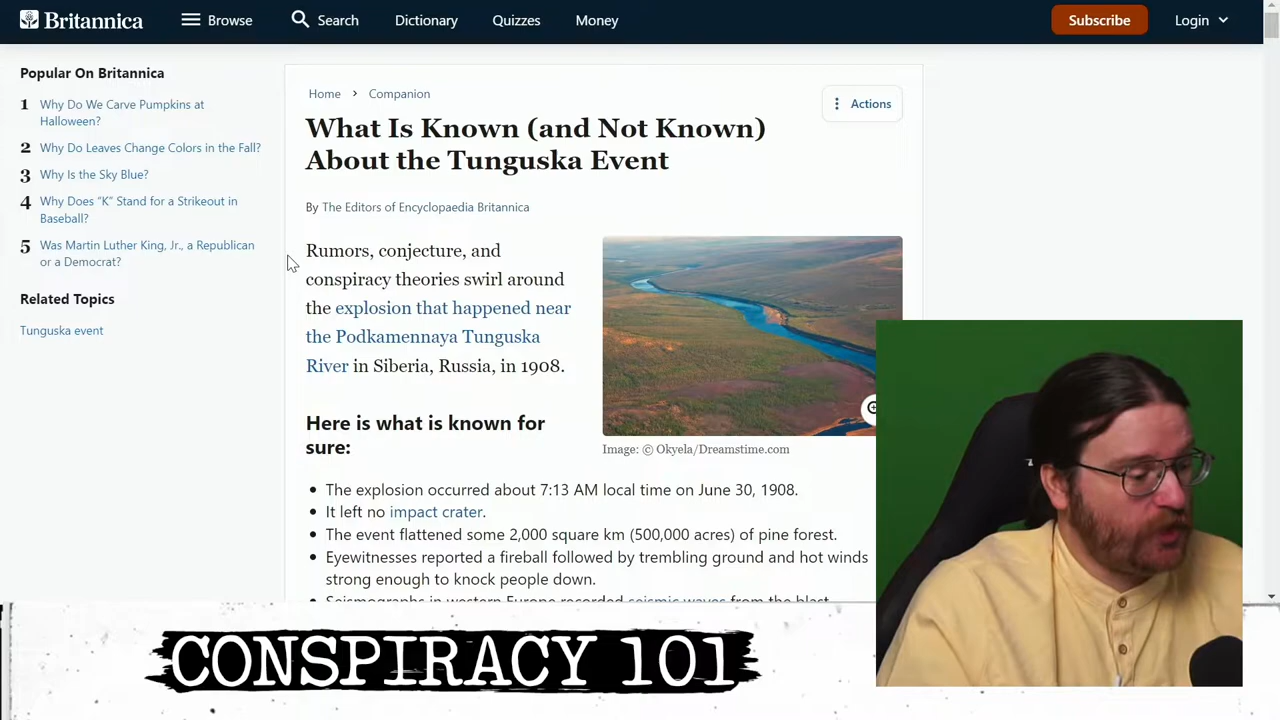 Britannica
Browse
Search
Dictionary
Quizzes
Money
Subscribe
Login
Popular On Britannica
1 Why Do We Carve Pumpkins at
Halloween?
2 Why Do Leaves Change Colors in the Fall?
3 Why Is the Sky Blue?
4 Why Does “K” Stand for a Strikeout in
Baseball?
5 Was Martin Luther King, Jr., a Republican
or a Democrat?
Related Topics
Tunguska event
Home > Companion
Actions
What Is Known (and Not Known)
About the Tunguska Event
By The Editors of Encyclopaedia Britannica
Rumors, conjecture, and
conspiracy theories swirl around
the explosion that happened near
the Podkamennaya Tunguska
River in Siberia, Russia, in 1908.
Image: © Okyela/Dreamstime.com
Here is what is known for
sure:
• The explosion occurred about 7:13 AM local time on June 30, 1908.
• It left no impact crater.
• The event flattened some 2,000 square km (500,000 acres) of pine forest.
• Eyewitnesses reported a fireball followed by trembling ground and hot winds
strong enough to knock people down.
• Seismographs in western Europe recorded seismic waves from the blast.
CONSPIRACY 101